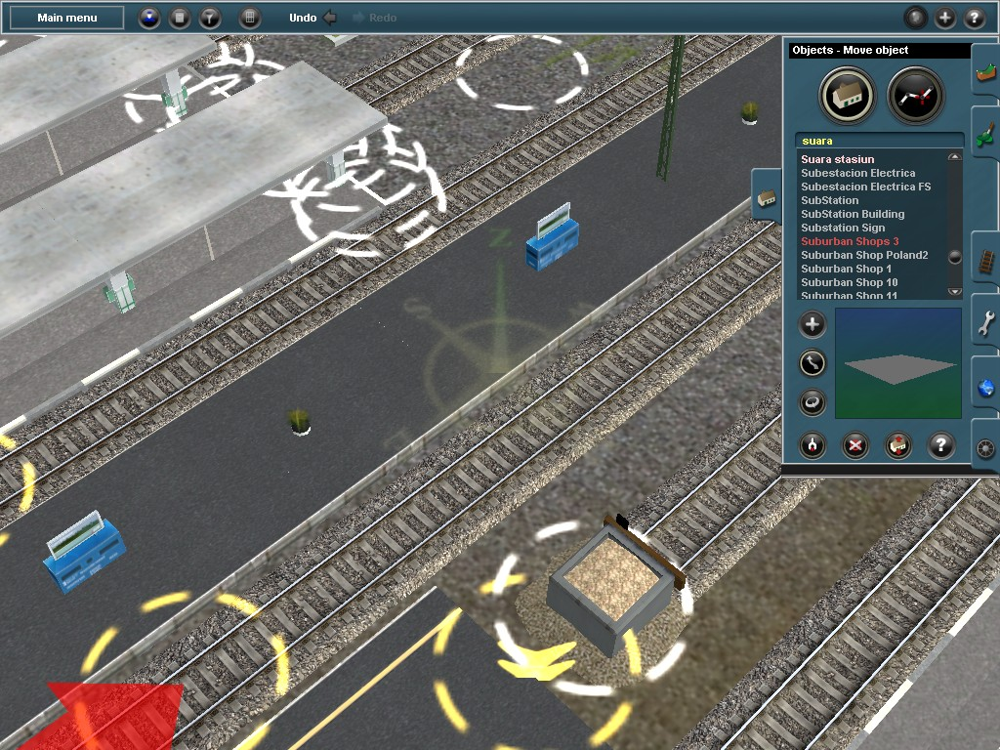 Main menu
Undo
Redo
?
Objects - Move object
suara
Suara stasiun
Subestacion Electrica
Subestacion Electrica FS
SubStation
SubStation Building
Substation Sign
Suburban Shops 3
Suburban Shop Poland2
Suburban Shop 1
Suburban Shop 10
Suburban Shop 11
?
Z
S